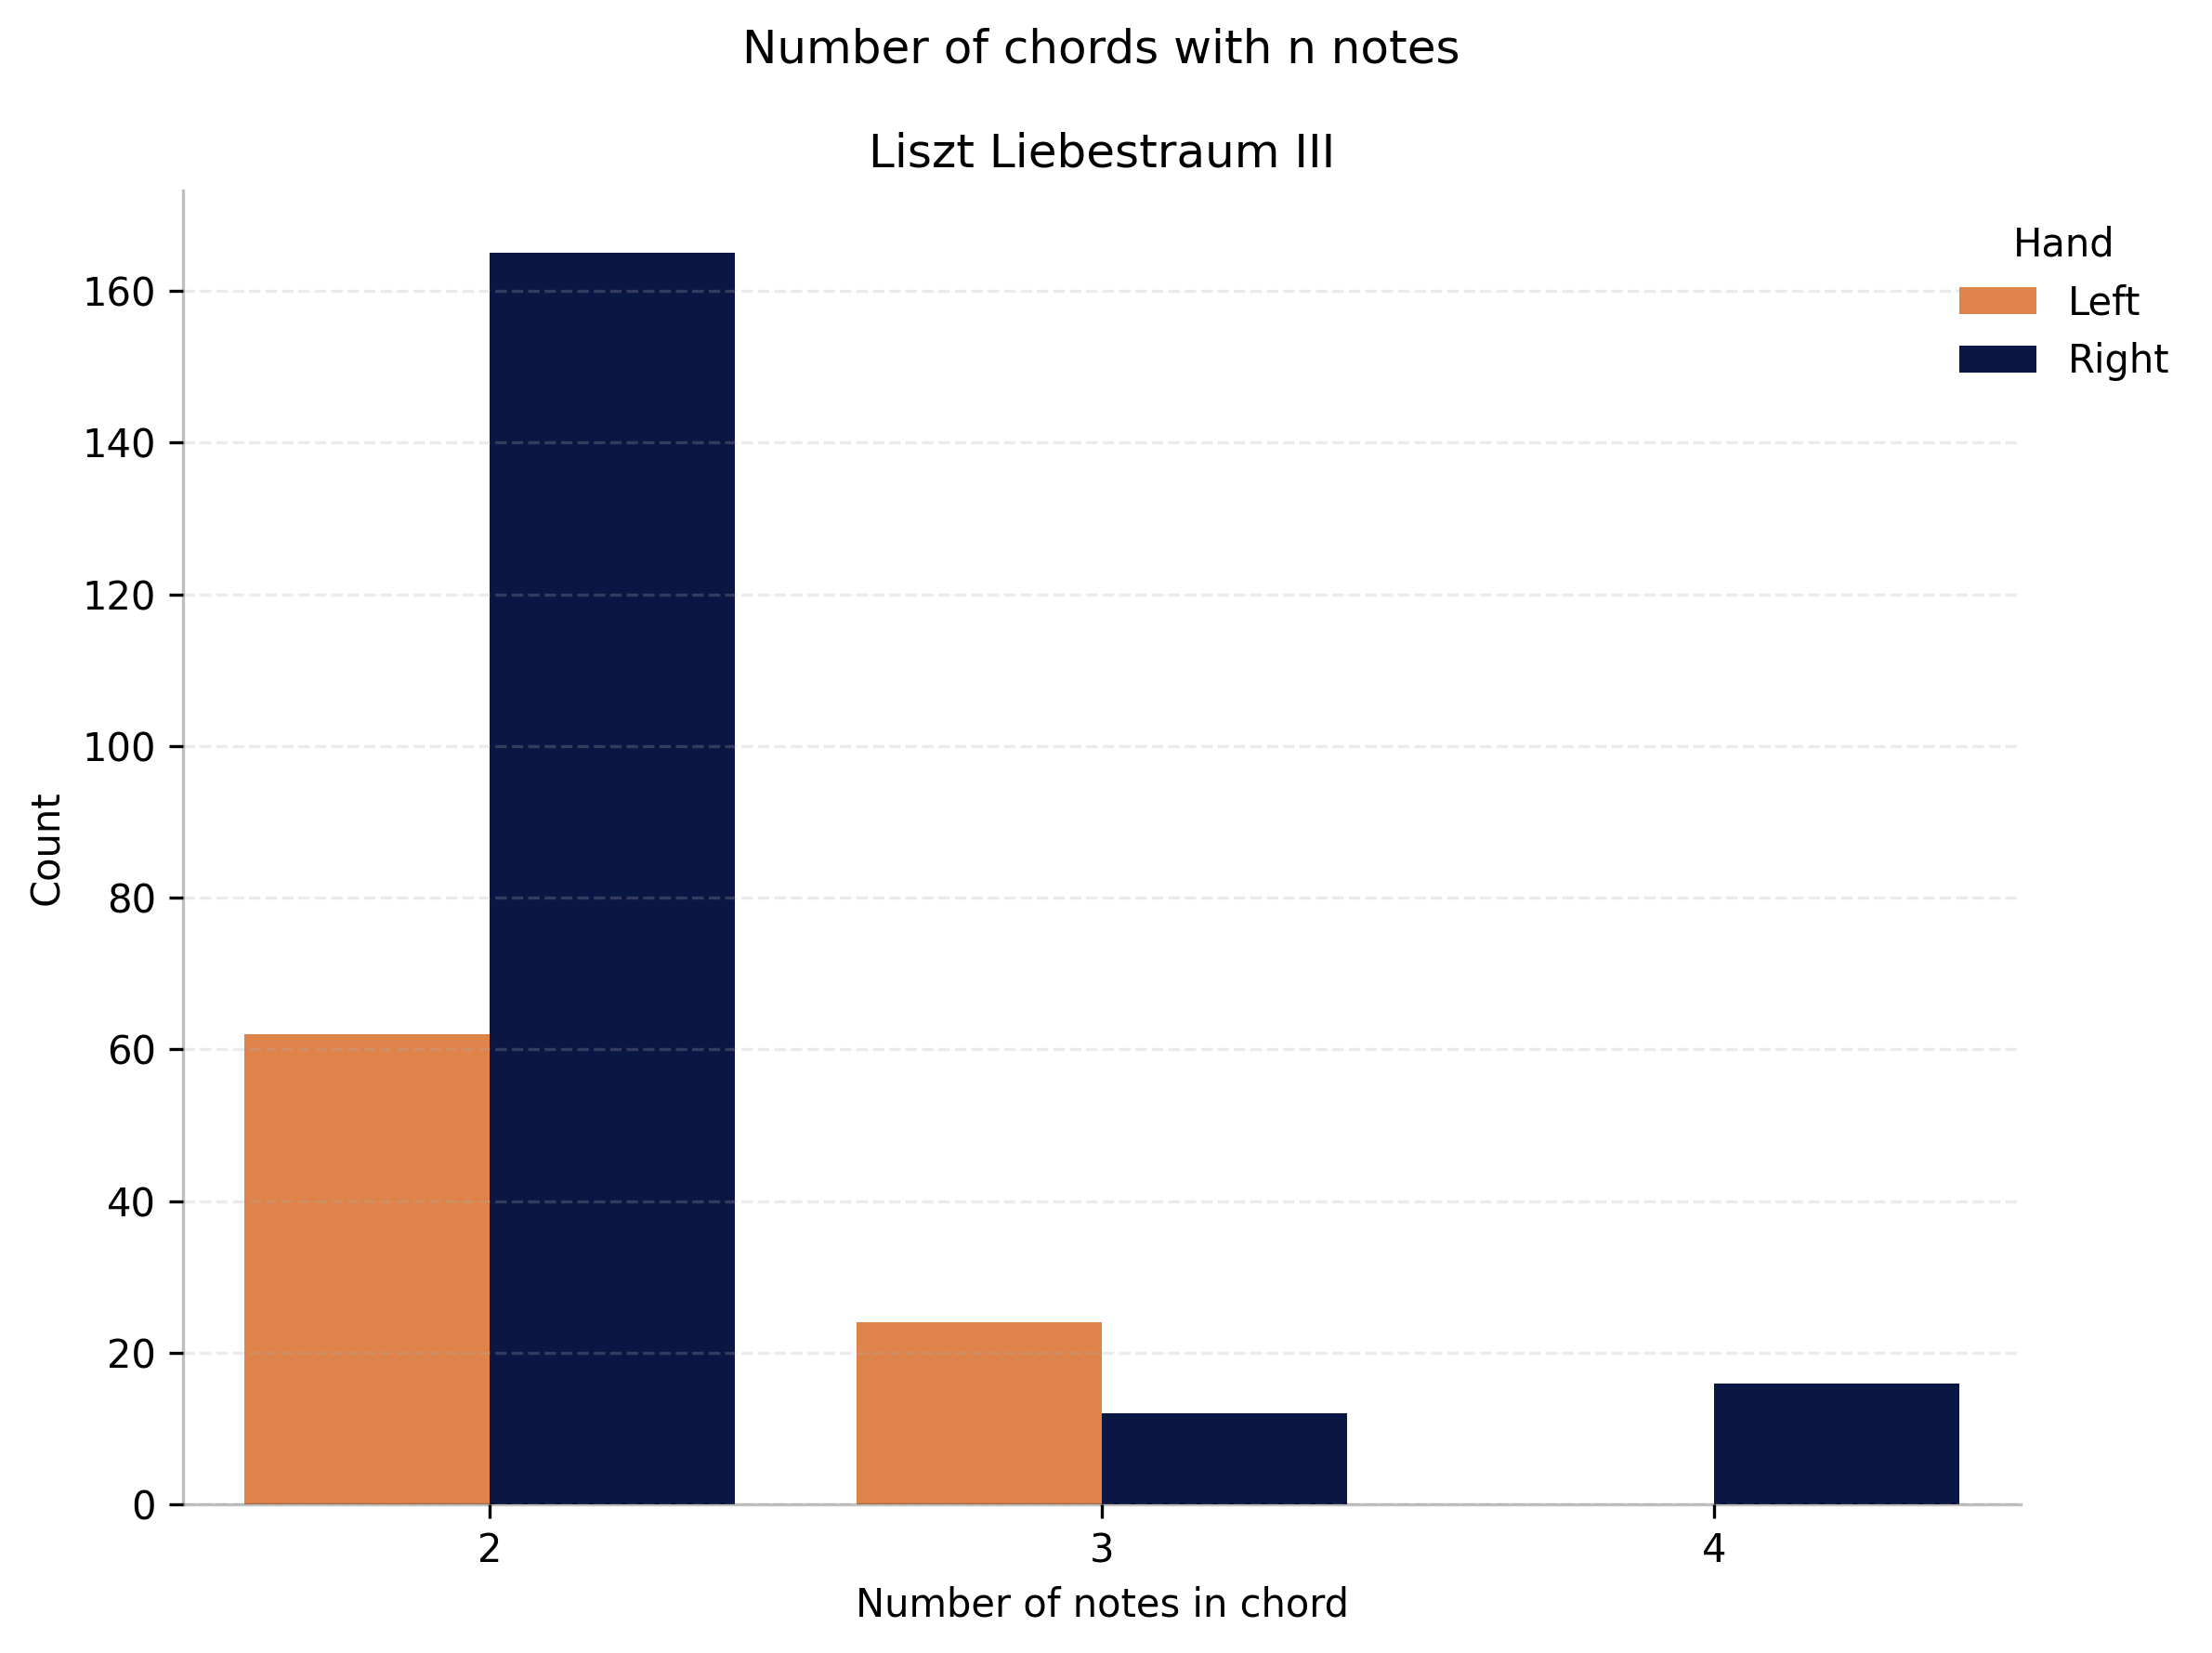 Number of chords with n notes
Liszt Liebestraum III
Hand
Left
Right
160
140
120
100
80
60
40
20
0
Count
2 3 4
Number of notes in chord